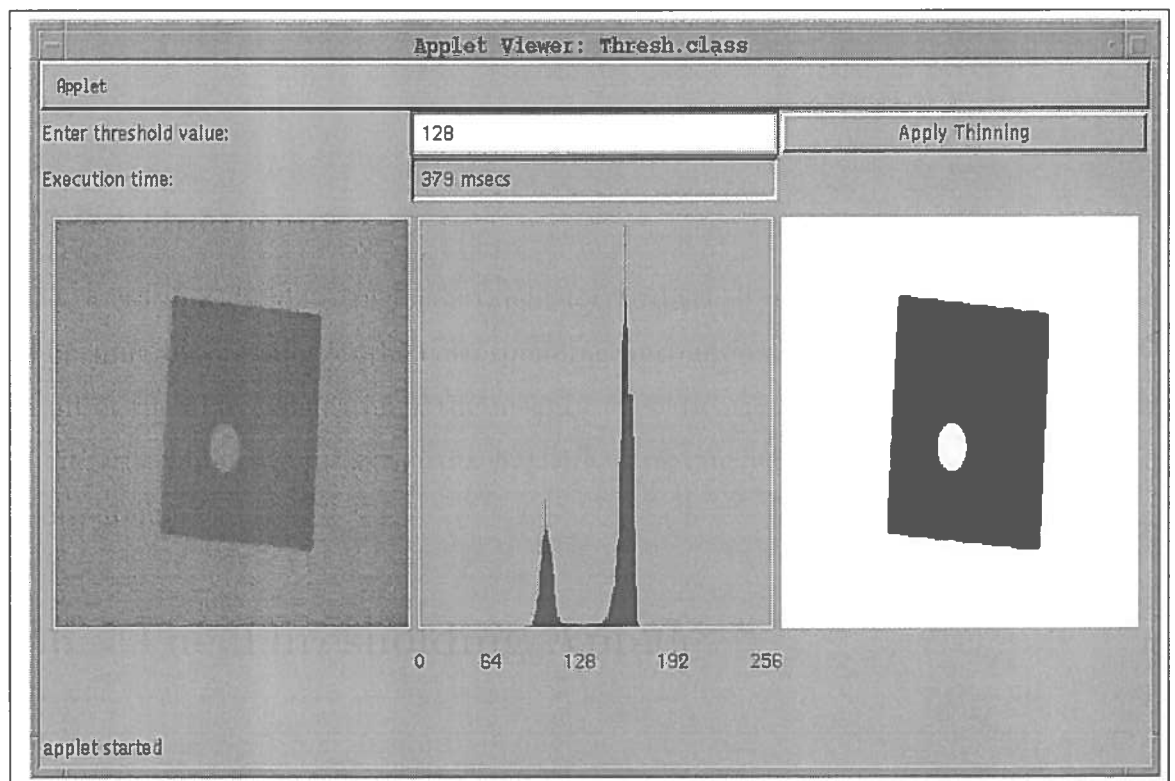 Applet Viewer: Thresh.class
Applet
Enter threshold value: 128 Apply Thinning
Execution time: 379 msecs
0 64 128 192 256
applet started